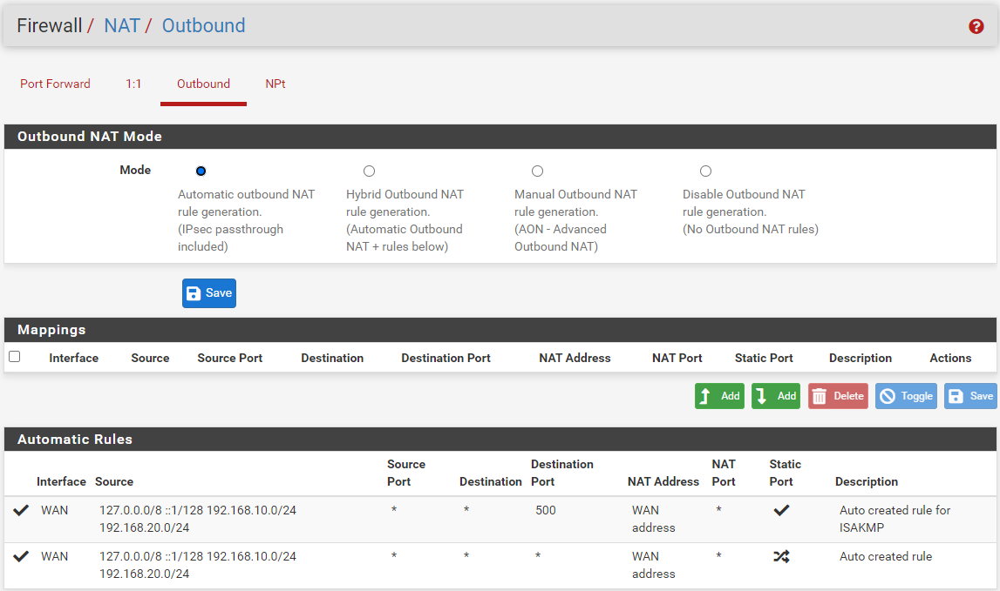 Firewall / NAT / Outbound
Port Forward 1:1 Outbound NPt
Outbound NAT Mode
Mode
Automatic outbound NAT
rule generation.
(IPsec passthrough
included)
Hybrid Outbound NAT
rule generation.
(Automatic Outbound
NAT + rules below)
Manual Outbound NAT
rule generation.
(AON - Advanced
Outbound NAT)
Disable Outbound NAT
rule generation.
(No Outbound NAT rules)
Save
Mappings
Interface Source Source Port Destination Destination Port NAT Address NAT Port Static Port Description Actions
Add Add Delete Toggle Save
Automatic Rules
Interface Source Source Port Destination Destination Port NAT Address NAT Port Static Port Description
WAN 127.0.0.0/8 ::1/128 192.168.10.0/24 * * 500 WAN * Auto created rule for
192.168.20.0/24 address ISAKMP
WAN 127.0.0.0/8 ::1/128 192.168.10.0/24 * * * WAN * Auto created rule
192.168.20.0/24 address